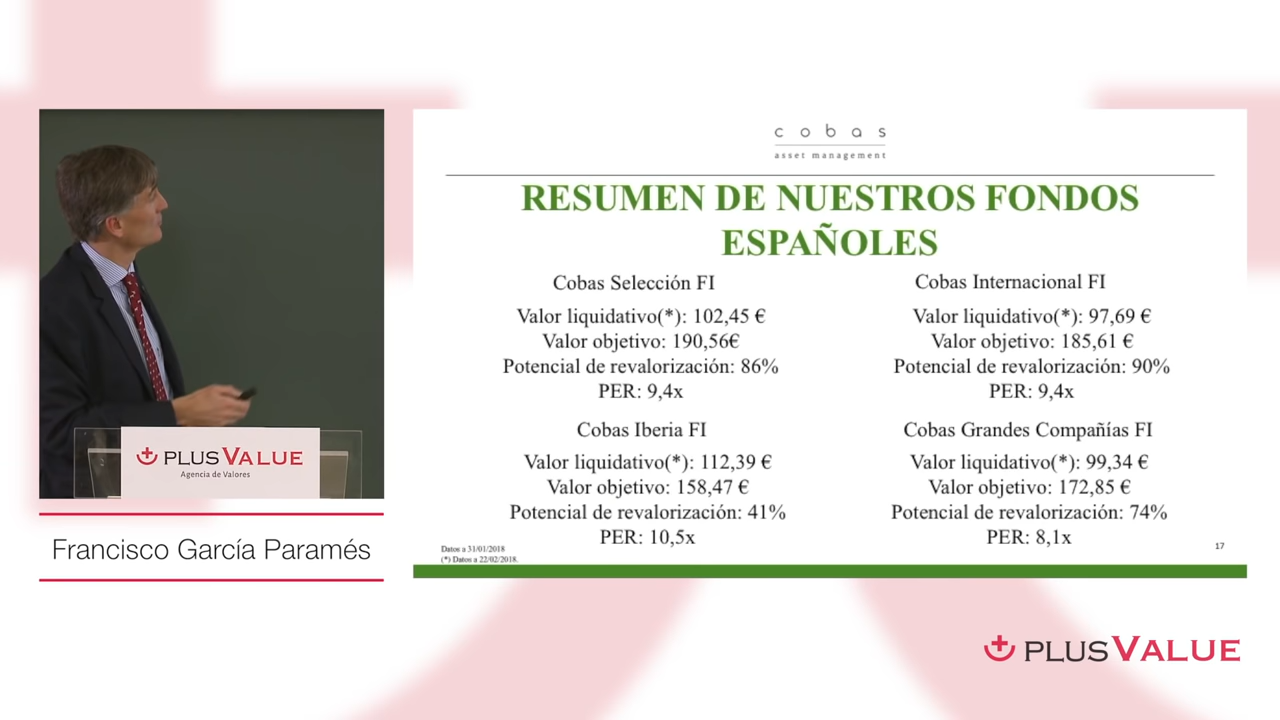 PLUSVALUE
Agencia de Valores
Francisco García Paramés
cobas
asset management
RESUMEN DE NUESTROS FONDOS
ESPAÑOLES
Cobas Selección FI
Valor liquidativo(*): 102,45 €
Valor objetivo: 190,56€
Potencial de revalorización: 86%
PER: 9,4x
Cobas Internacional FI
Valor liquidativo(*): 97,69 €
Valor objetivo: 185,61 €
Potencial de revalorización: 90%
PER: 9,4x
Cobas Iberia FI
Valor liquidativo(*): 112,39 €
Valor objetivo: 158,47 €
Potencial de revalorización: 41%
PER: 10,5x
Cobas Grandes Compañías FI
Valor liquidativo(*): 99,34 €
Valor objetivo: 172,85 €
Potencial de revalorización: 74%
PER: 8,1x
Datos a 31/01/2018
(*) Datos a 22/02/2018.
17
PLUSVALUE